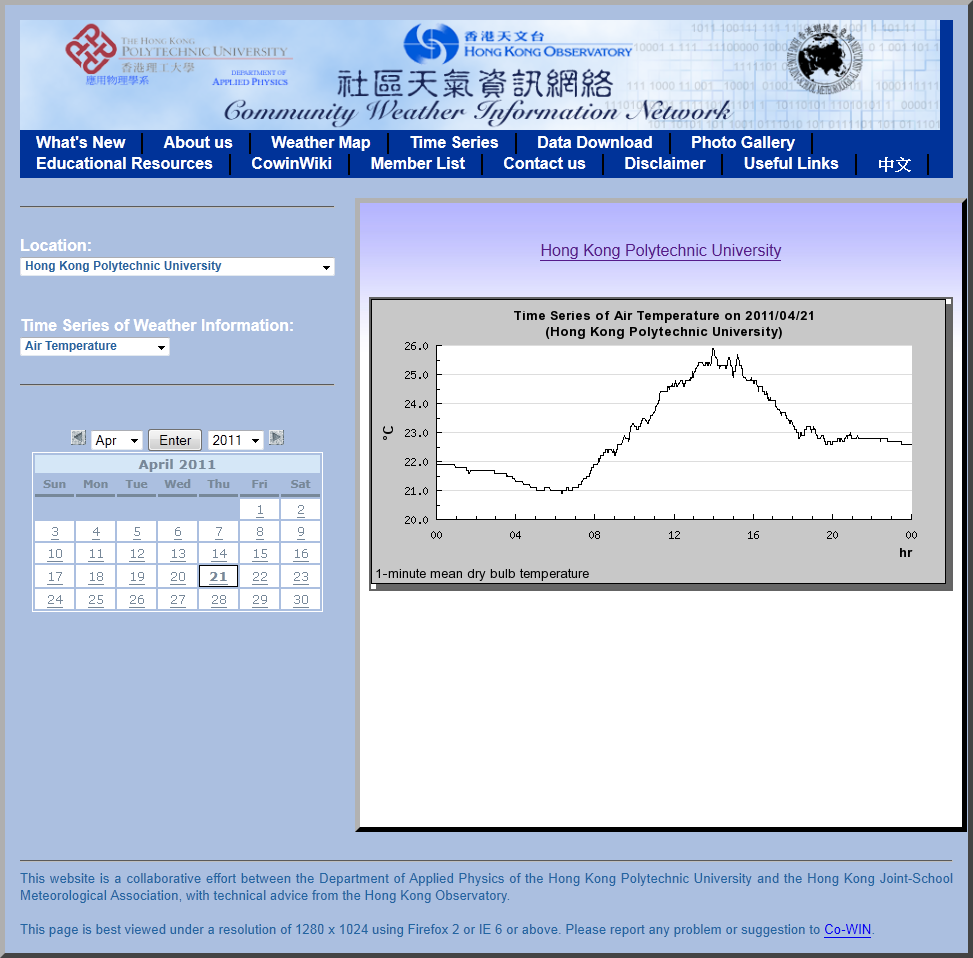 THE HONG KONG
POLYTECHNIC UNIVERSITY
香港理工大學
應用物理學系
DEPARTMENT OF
APPLIED PHYSICS
香港天文台
HONG KONG OBSERVATORY
社區天氣資訊網絡
Community Weather Information Network
What's New About us Weather Map Time Series Data Download Photo Gallery
Educational Resources CowinWiki Member List Contact us Disclaimer Useful Links 中文
Location:
Hong Kong Polytechnic University
Time Series of Weather Information:
Air Temperature
Apr Enter 2011
April 2011
Sun Mon Tue Wed Thu Fri Sat
1 2
3 4 5 6 7 8 9
10 11 12 13 14 15 16
17 18 19 20 21 22 23
24 25 26 27 28 29 30
Hong Kong Polytechnic University
Time Series of Air Temperature on 2011/04/21
(Hong Kong Polytechnic University)
26.0
25.0
24.0
23.0
22.0
21.0
20.0
°C
00 04 08 12 16 20 00
hr
1-minute mean dry bulb temperature
This website is a collaborative effort between the Department of Applied Physics of the Hong Kong Polytechnic University and the Hong Kong Joint-School
Meteorological Association, with technical advice from the Hong Kong Observatory.
This page is best viewed under a resolution of 1280 x 1024 using Firefox 2 or IE 6 or above. Please report any problem or suggestion to Co-WIN.